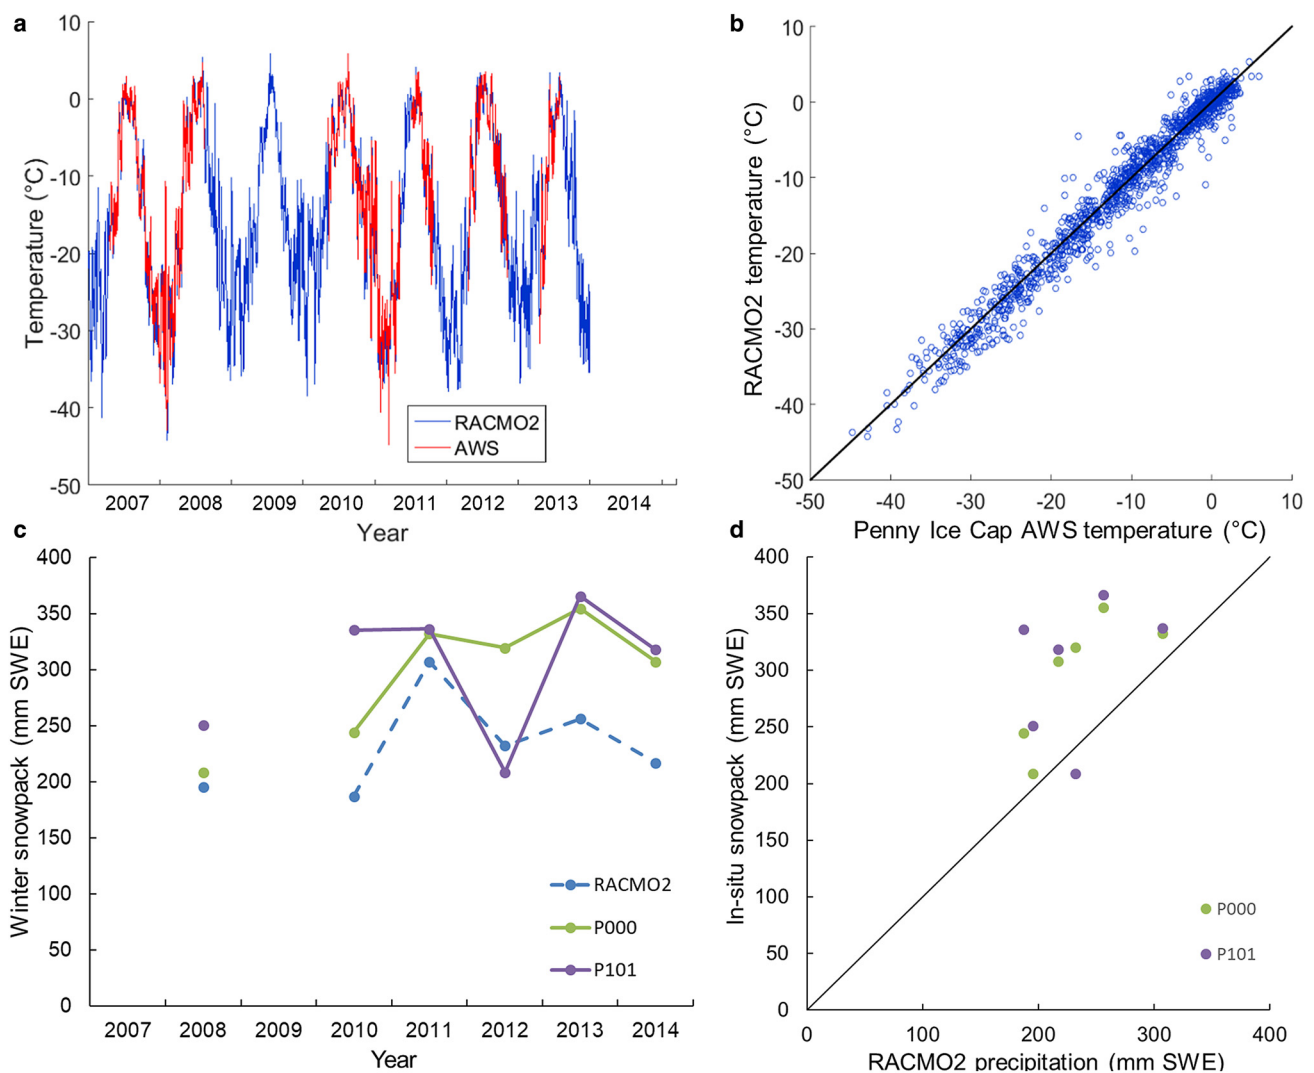 a
10
0
-10
-20
-30
-40
-50
Temperature (°C)
RACMO2
AWS
2007 2008 2009 2010 2011 2012 2013 2014
Year
b
10
0
-10
-20
-30
-40
-50
RACMO2 temperature (°C)
-50 -40 -30 -20 -10 0 10
Penny Ice Cap AWS temperature (°C)
c
400
350
300
250
200
150
100
50
0
Winter snowpack (mm SWE)
RACMO2
P000
P101
2007 2008 2009 2010 2011 2012 2013 2014
Year
d
400
350
300
250
200
150
100
50
0
In-situ snowpack (mm SWE)
P000
P101
0 100 200 300 400
RACMO2 precipitation (mm SWE)